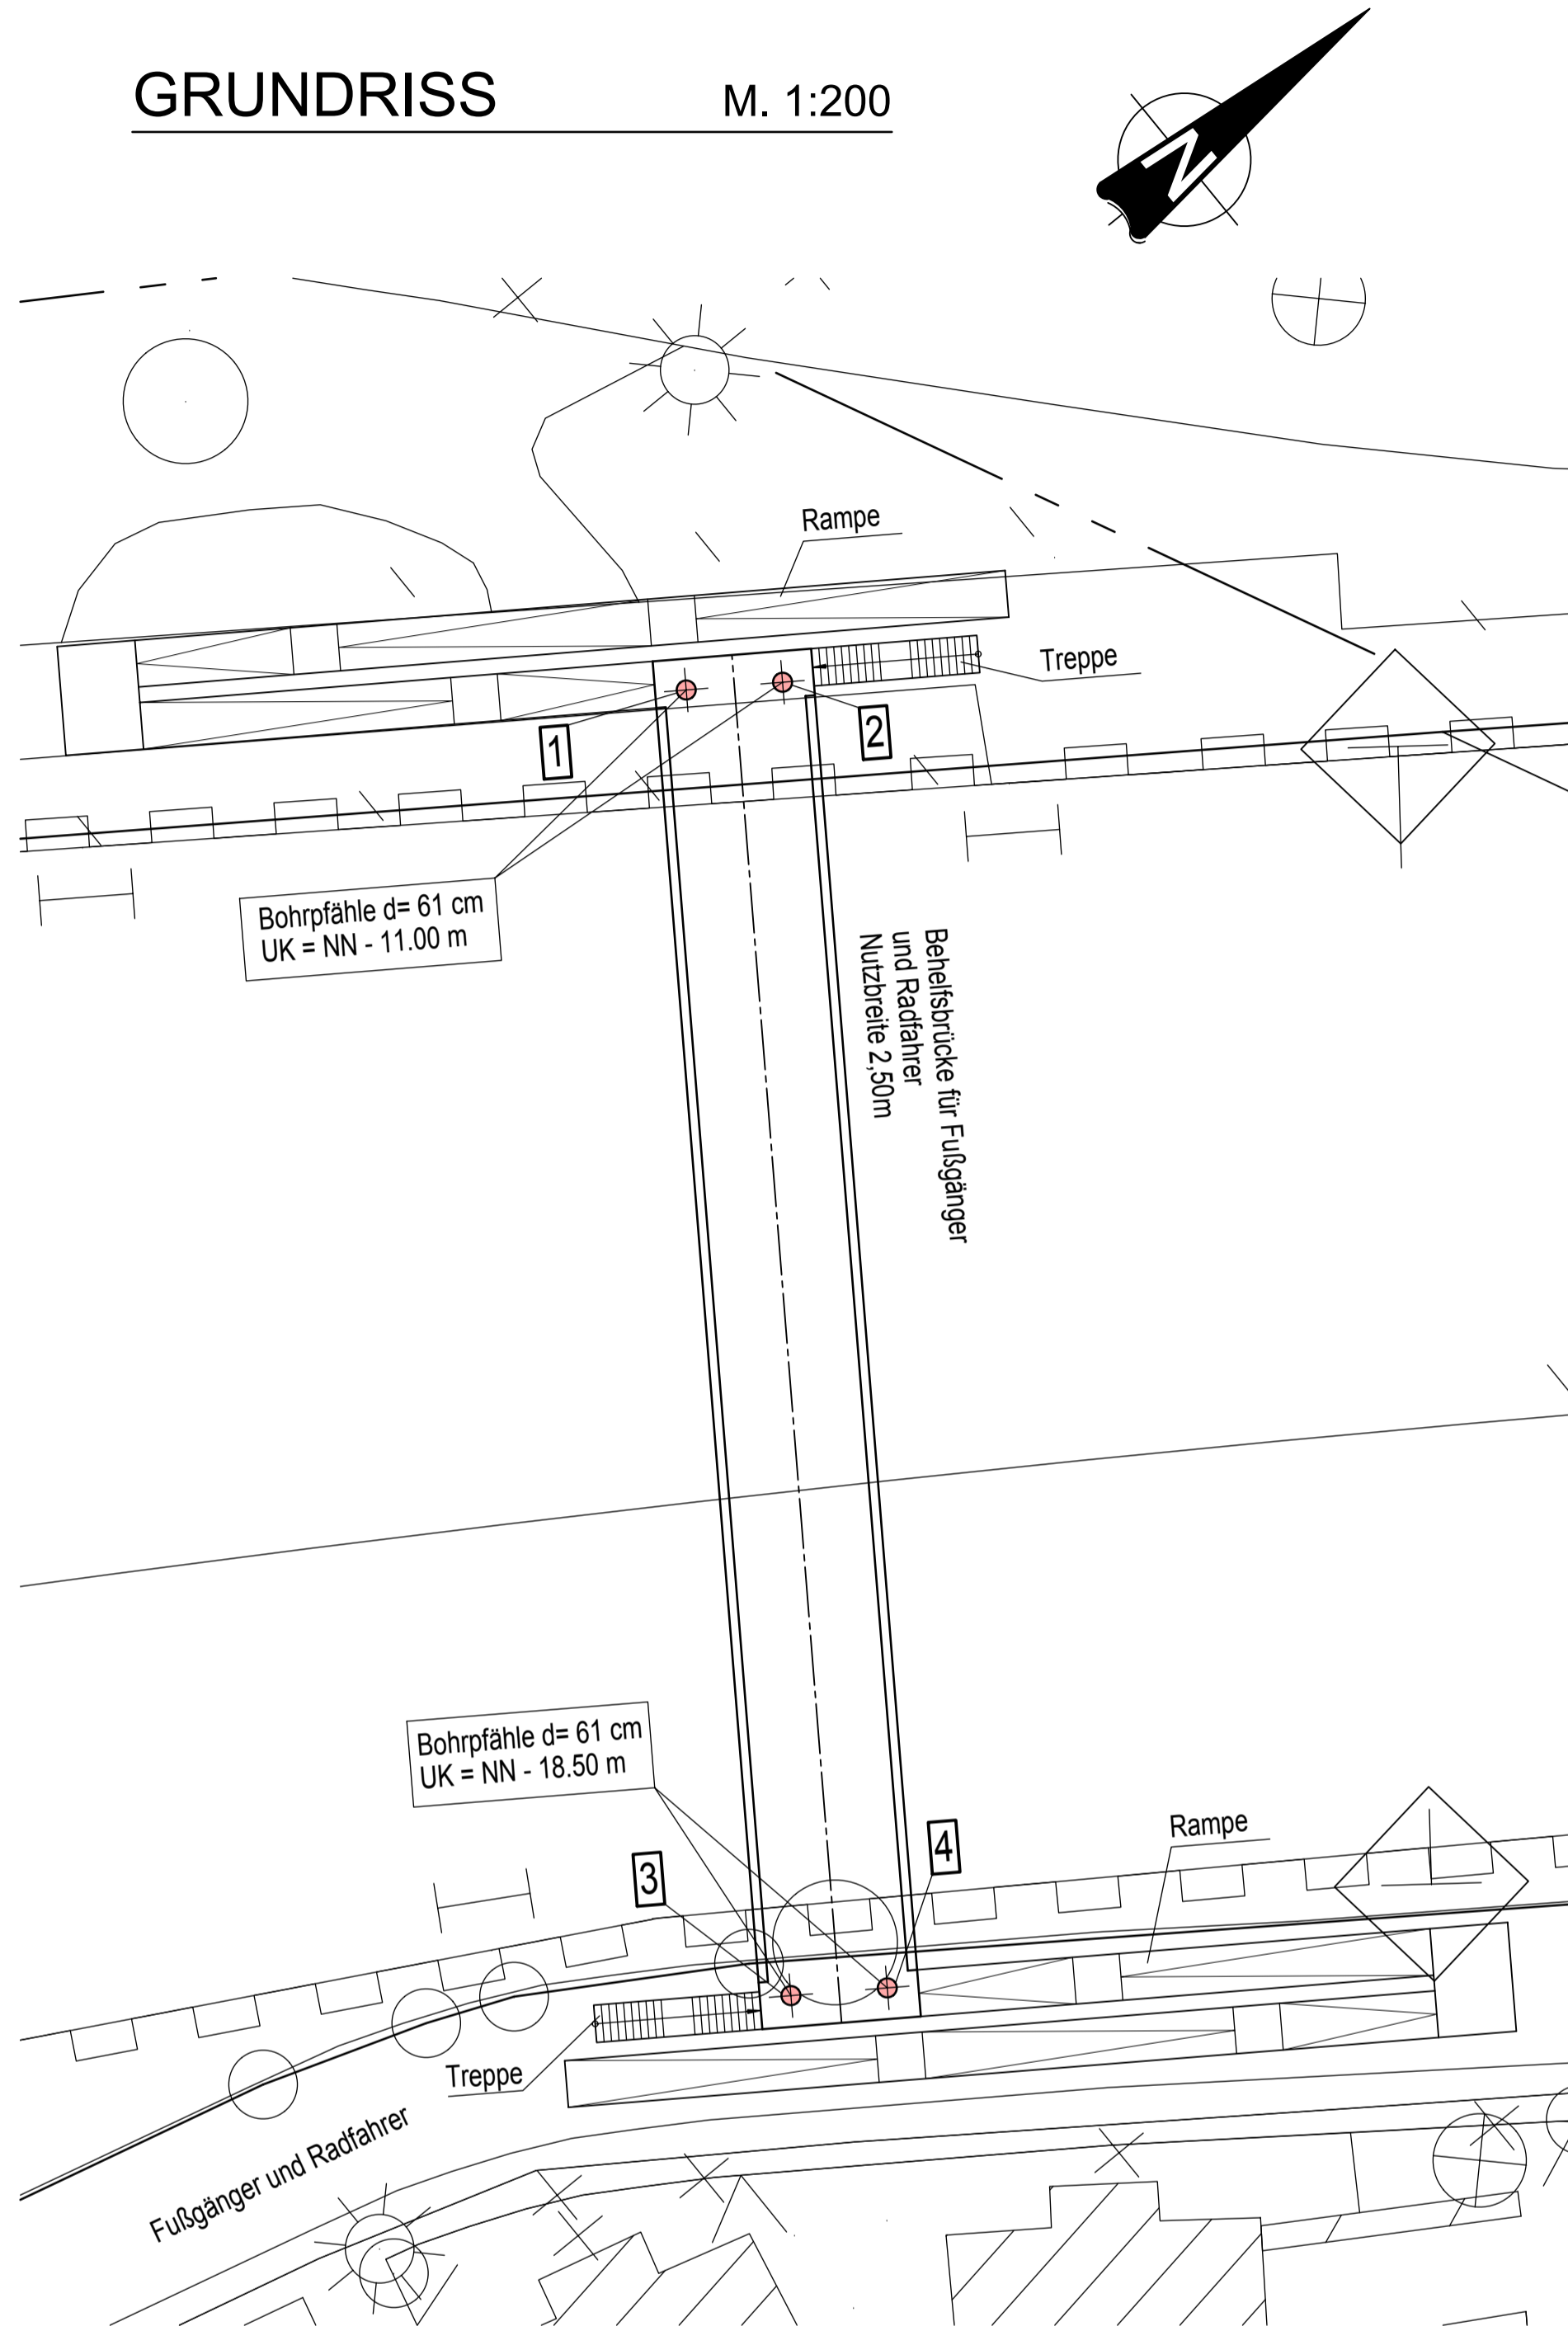 GRUNDRISS M. 1:200
N
Rampe
Treppe
1
2
Bohrpfähle d= 61 cm
UK = NN - 11.00 m
Behelfsbrücke für Fußgänger
und Radfahrer
Nutzbreite 2,50m
Bohrpfähle d= 61 cm
UK = NN - 18.50 m
3
4
Rampe
Treppe
Fußgänger und Radfahrer